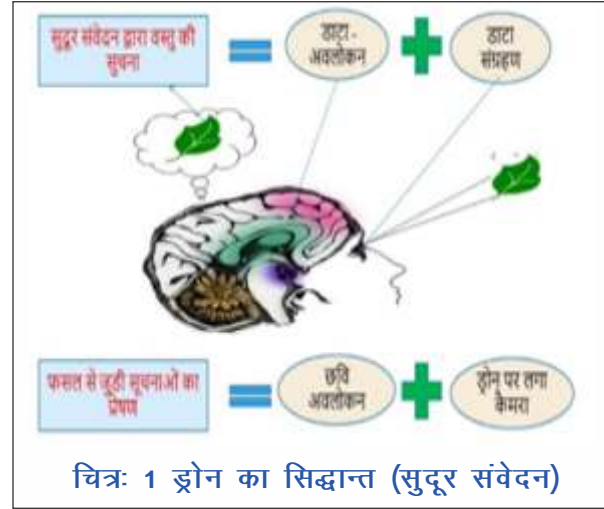 सुदूर संवेदन द्वारा वस्तु की
सुचना
डाटा -
अवलोकन
डाटा
संग्रहण
फसल से जुडी सूचनाओं का
प्रेषण
छवि
अवलोकन
ड्रोन पर लगा
कैमरा
चित्रः 1 ड्रोन का सिद्धान्त (सुदूर संवेदन)